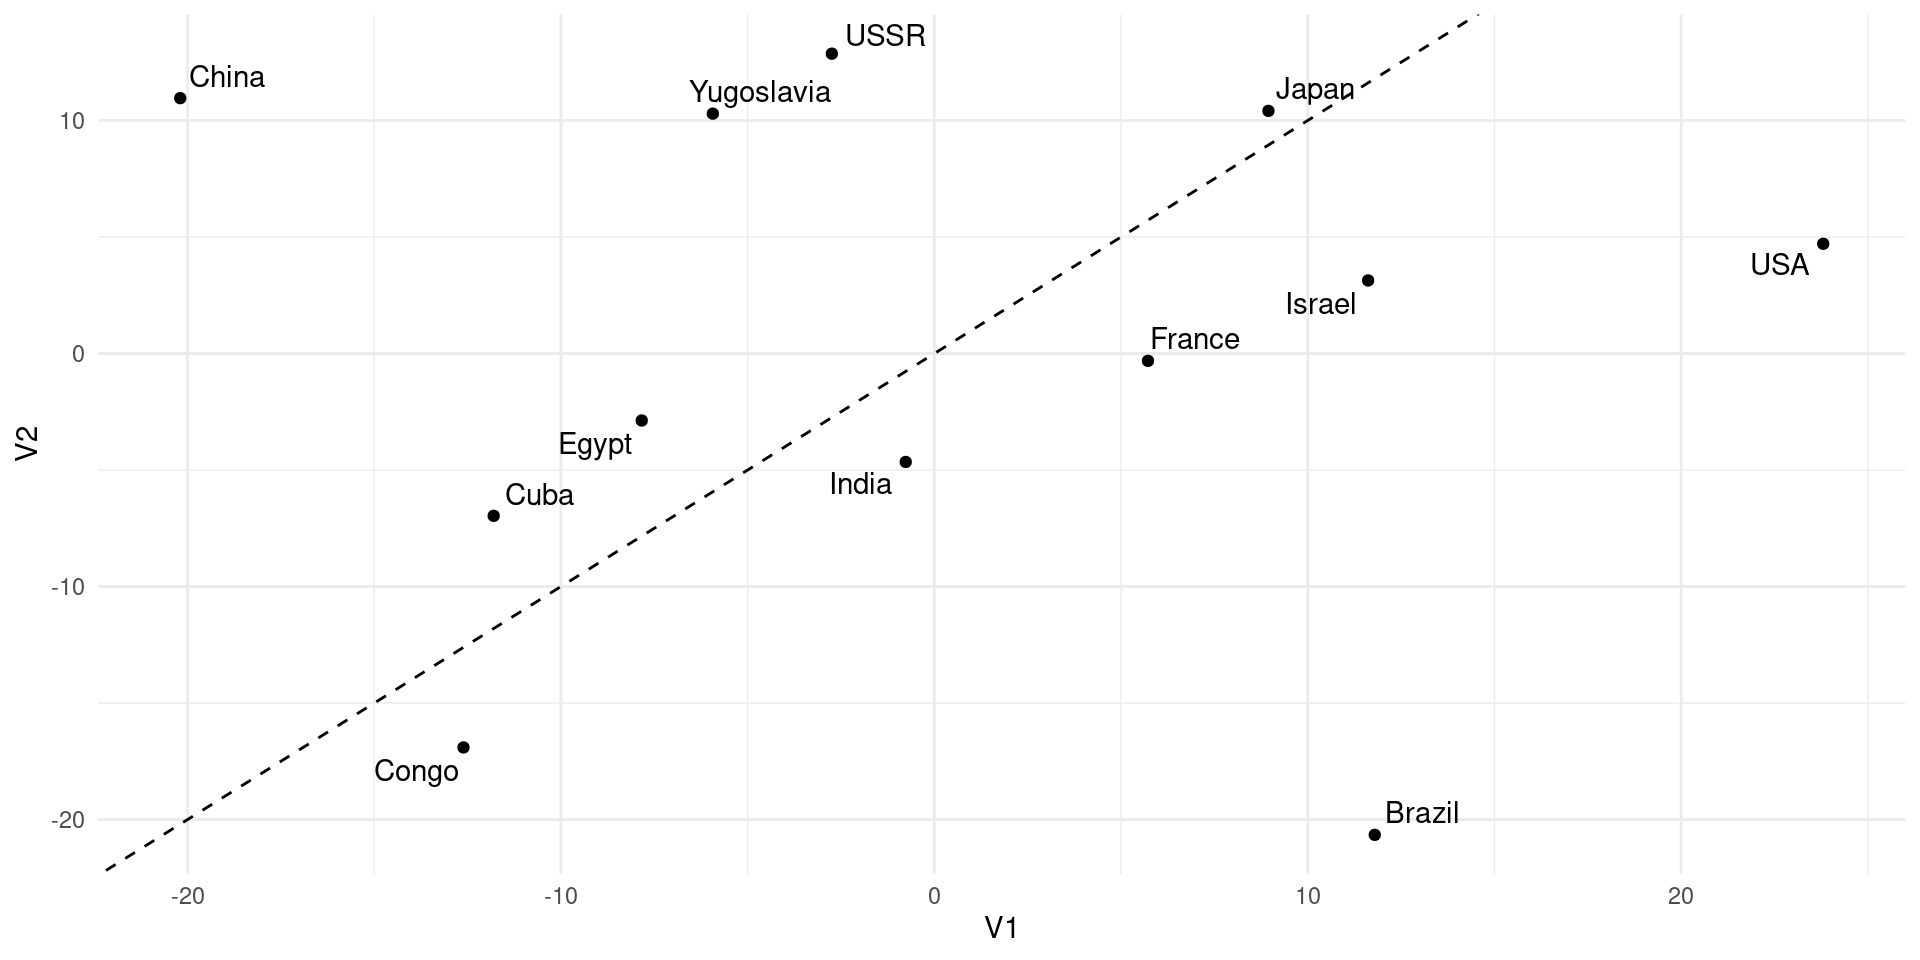 USSR
China
Yugoslavia
Japan
10
USA
Israel
France
0
V2
Egypt
India
Cuba
-10
Congo
-20
Brazil
-20
-10
0
10
20
V1